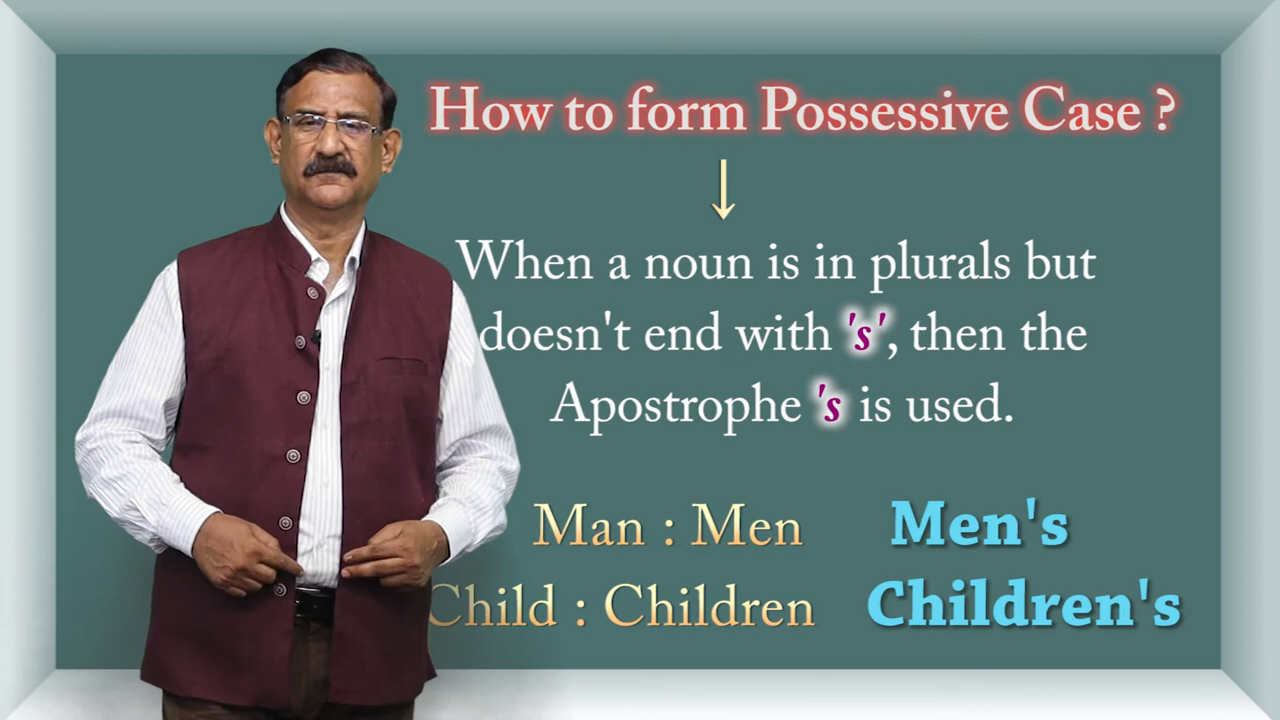 How to form Possessive Case ?
↓
When a noun is in plurals but
doesn't end with 's', then the
Apostrophe 's is used.
Man : Men Men's
Child : Children Children's